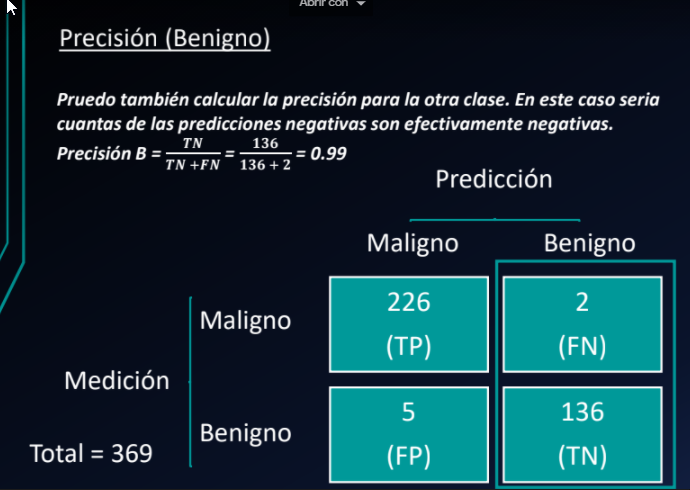 Abrir con
Precisión (Benigno)
Pruedo también calcular la precisión para la otra clase. En este caso seria
cuantas de las predicciones negativas son efectivamente negativas.
Precisión B = TN / TN +FN = 136 / 136 + 2 = 0.99
Predicción
Maligno Benigno
Maligno 226 2
(TP) (FN)
Medición
Benigno 5 136
(FP) (TN)
Total = 369